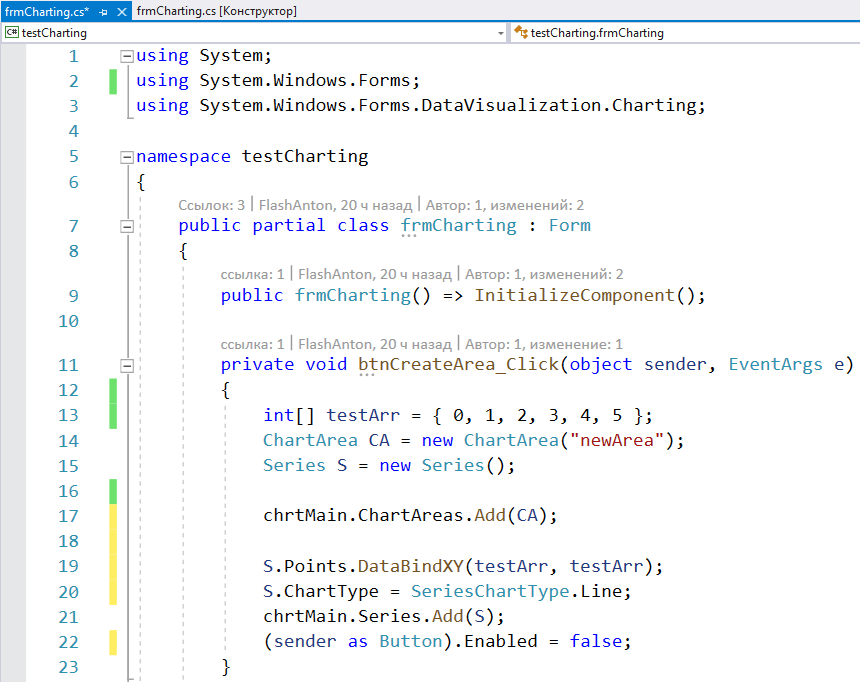 frmCharting.cs* frmCharting.cs [Конструктор]
testCharting testCharting.frmCharting
1 using System;
2 using System.Windows.Forms;
3 using System.Windows.Forms.DataVisualization.Charting;
4
5 namespace testCharting
6 {
Ссылок: 3 | FlashAnton, 20 ч назад | Автор: 1, изменений: 2
7 public partial class frmCharting : Form
8 {
ссылка: 1 | FlashAnton, 20 ч назад | Автор: 1, изменений: 2
9 public frmCharting() => InitializeComponent();
10
ссылка: 1 | FlashAnton, 20 ч назад | Автор: 1, изменение: 1
11 private void btnCreateArea_Click(object sender, EventArgs e)
12 {
13 int[] testArr = { 0, 1, 2, 3, 4, 5 };
14 ChartArea CA = new ChartArea("newArea");
15 Series S = new Series();
16
17 chrtMain.ChartAreas.Add(CA);
18
19 S.Points.DataBindXY(testArr, testArr);
20 S.ChartType = SeriesChartType.Line;
21 chrtMain.Series.Add(S);
22 (sender as Button).Enabled = false;
23 }